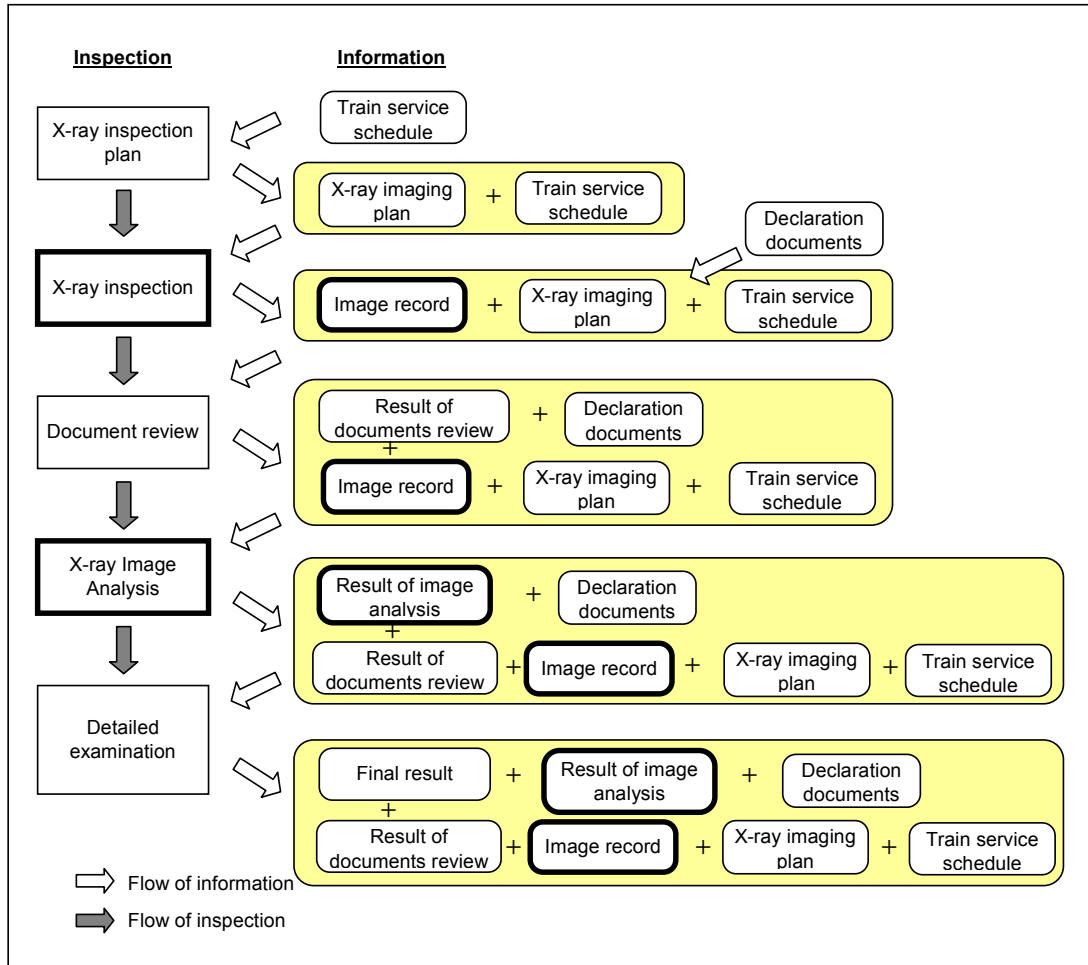 Inspection
Information
Train service
schedule
X-ray inspection
plan
X-ray imaging
plan
+
Train service
schedule
Declaration
documents
X-ray inspection
Image record
+
X-ray imaging
plan
+
Train service
schedule
Document review
Result of
documents review
+
Declaration
documents
+
Image record
+
X-ray imaging
plan
+
Train service
schedule
X-ray Image
Analysis
Result of image
analysis
+
Declaration
documents
+
Result of
documents review
+
Image record
+
X-ray imaging
plan
+
Train service
schedule
Detailed
examination
Final result
+
Result of image
analysis
+
Declaration
documents
+
Result of
documents review
+
Image record
+
X-ray imaging
plan
+
Train service
schedule
Flow of information
Flow of inspection